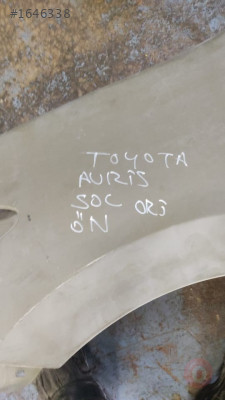 #1646338
TOYOTA
AURİS
SOL ORJ
ÖN